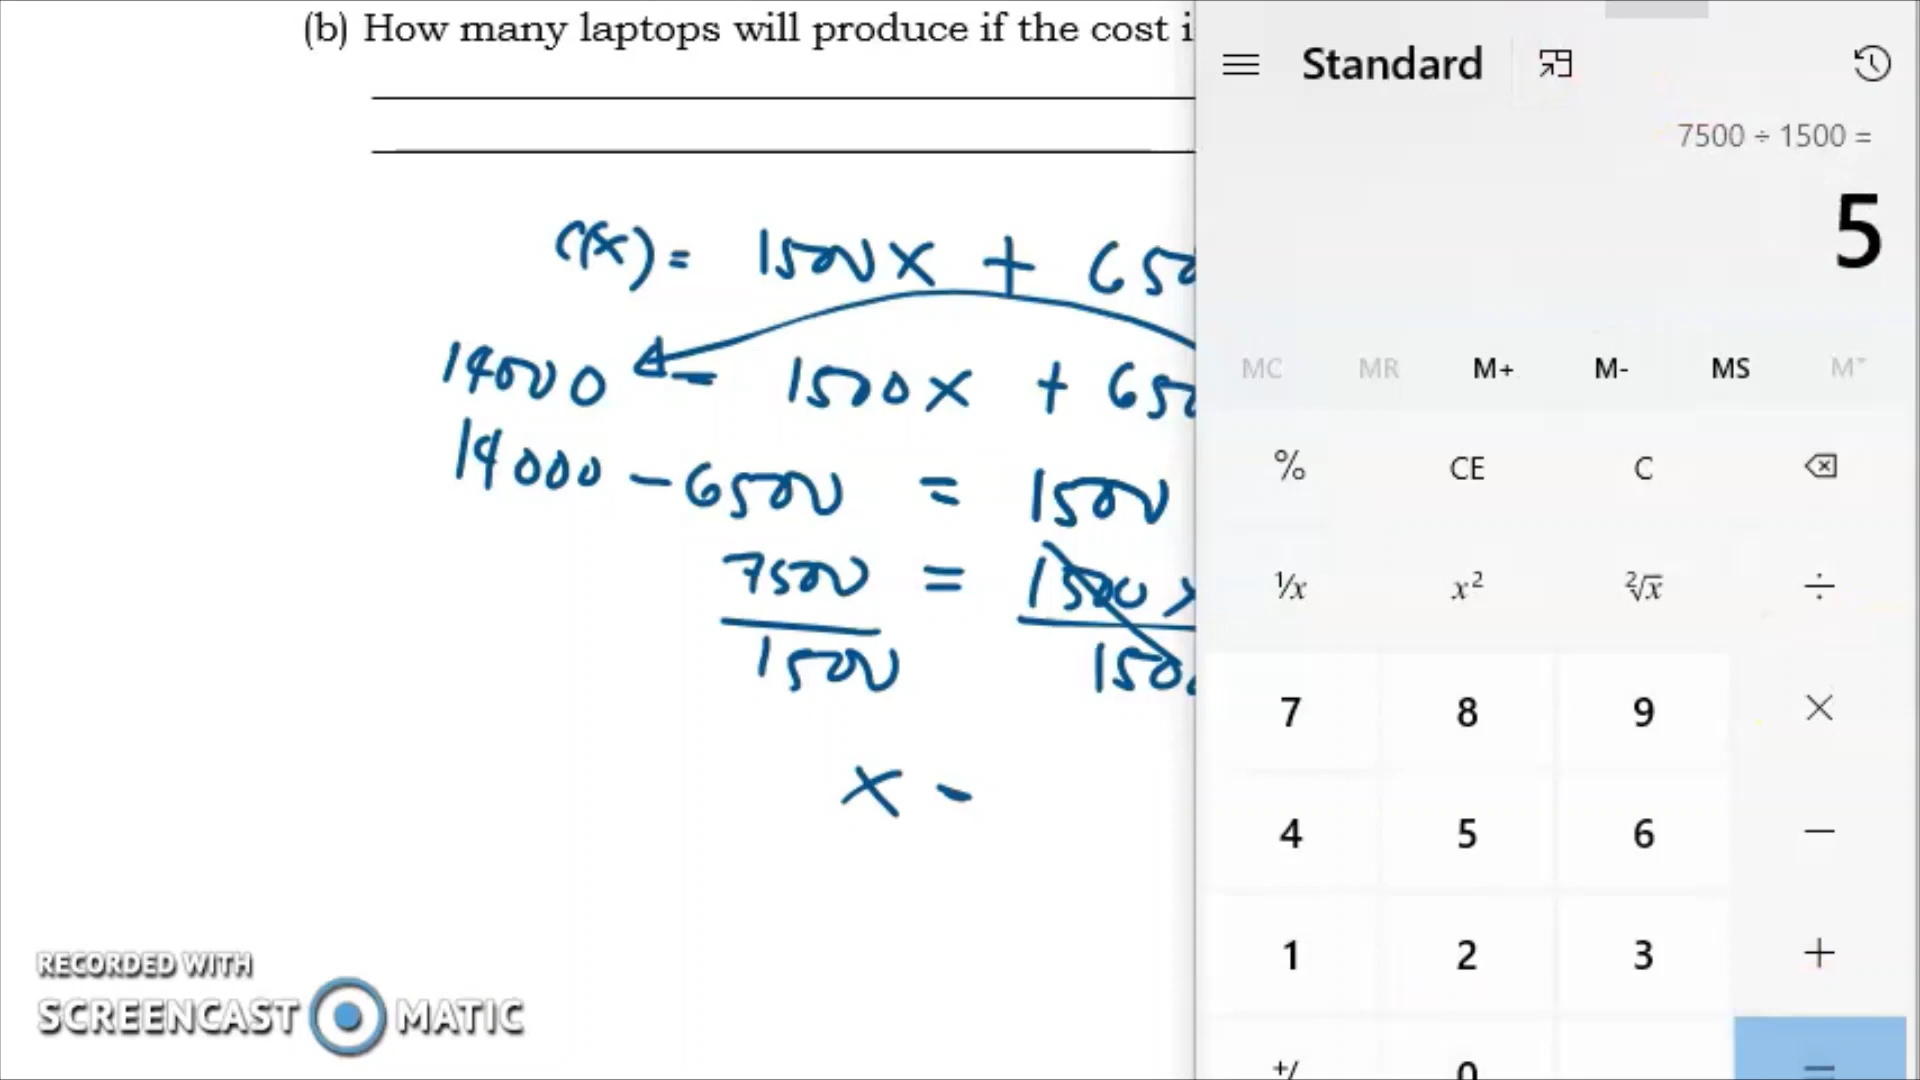 (b) How many laptops will produce if the cost i
C(x) = 1500x + 650
14000 = 1500x + 650
14000 - 6500 = 1500
7500 = 1500x
1500 150
x =
RECORDED WITH
SCREENCAST MATIC
Standard
7500 ÷ 1500 =
5
MC MR M+ M- MS M
% CE C
1/x x² ²√x ÷
7 8 9 ×
4 5 6 −
1 2 3 +
+/ 0 =